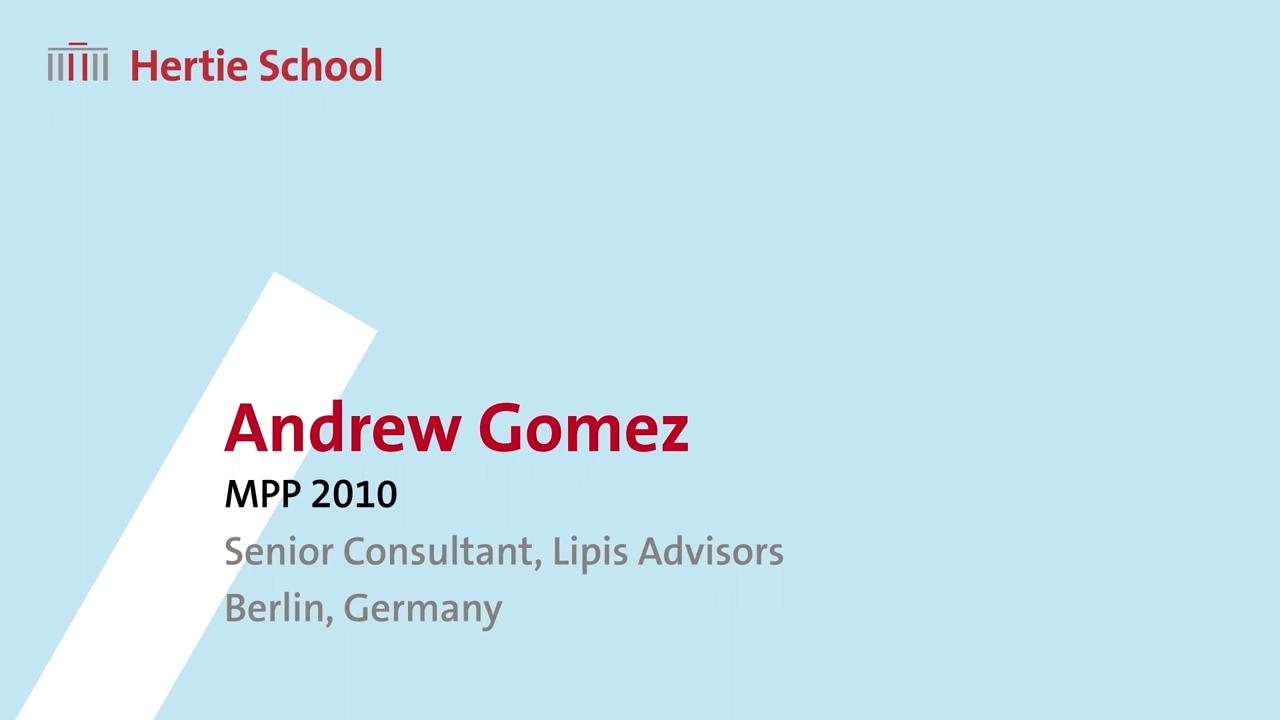 Hertie School
Andrew Gomez
MPP 2010
Senior Consultant, Lipis Advisors
Berlin, Germany